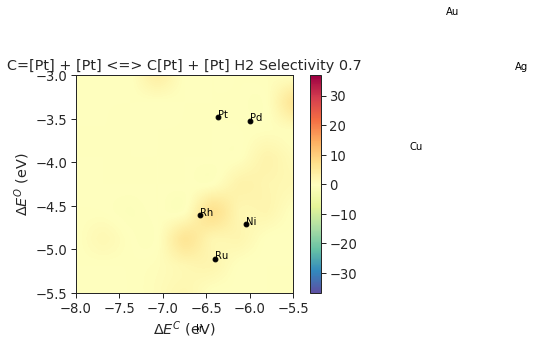 Au
C=[Pt] + [Pt] <=> C[Pt] + [Pt] H2 Selectivity 0.7
Ag
−3.0
−3.5
−4.0
−4.5
−5.0
−5.5
ΔE^O (eV)
Pt
Pd
Rh
Ni
Ru
Cu
30
20
10
0
−10
−20
−30
−8.0 −7.5 −7.0 −6.5 −6.0 −5.5
ΔE^C (eV)